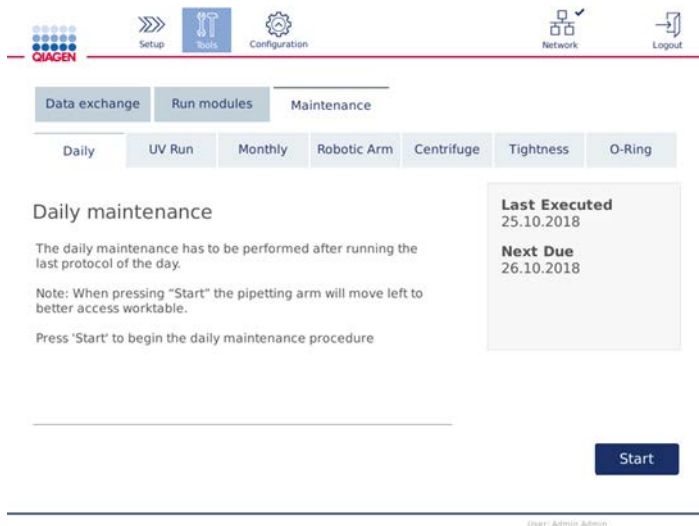 QIAGEN
Setup
Tools
Configuration
Network
Logout
Data exchange
Run modules
Maintenance
Daily
UV Run
Monthly
Robotic Arm
Centrifuge
Tightness
O-Ring
Daily maintenance
The daily maintenance has to be performed after running the
last protocol of the day.
Note: When pressing “Start” the pipetting arm will move left to
better access worktable.
Press 'Start' to begin the daily maintenance procedure
Last Executed
25.10.2018
Next Due
26.10.2018
Start
User: Admin Admin